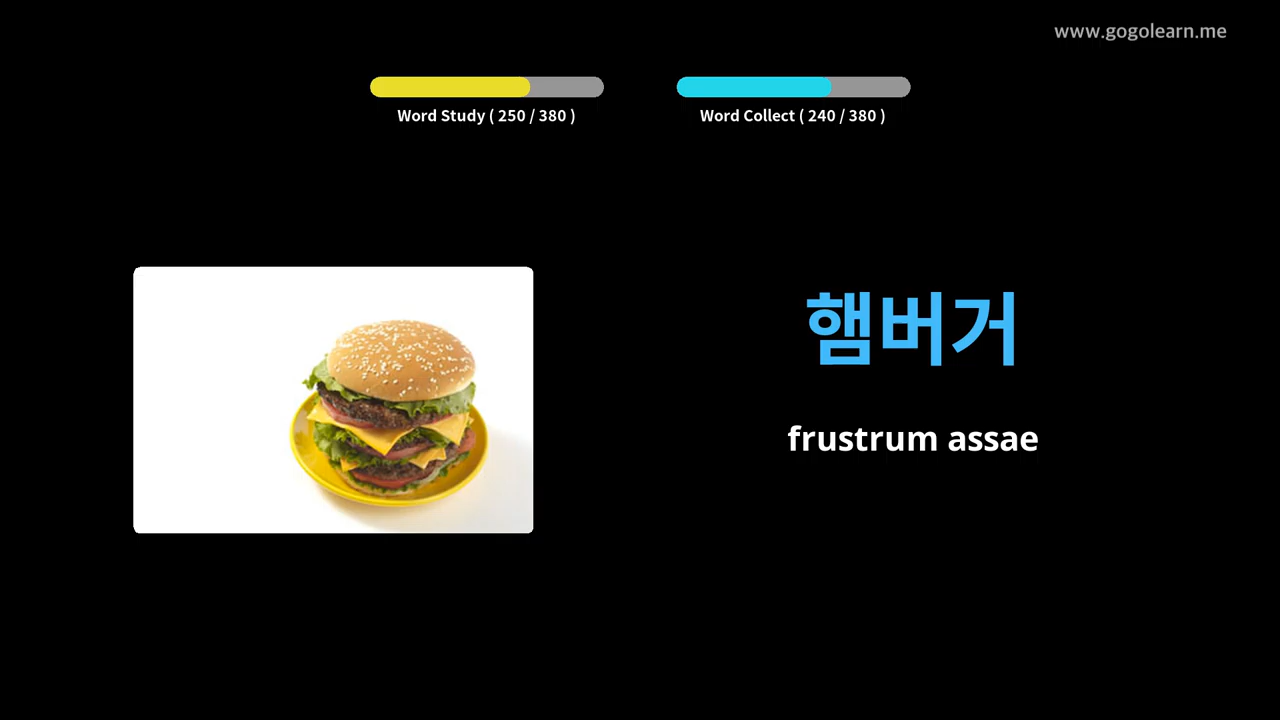 www.gogolearn.me
Word Study ( 250 / 380 )
Word Collect ( 240 / 380 )
햄버거
frustrum assae